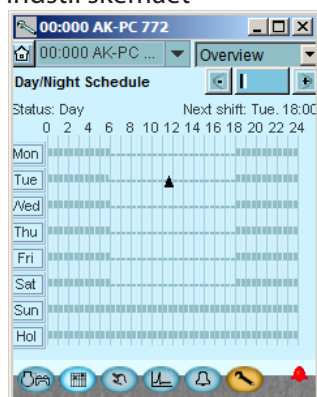 indstil skemaet
00:000 AK-PC 772
00:000 AK-PC ... Overview
Day/Night Schedule
Status: Day Next shift: Tue. 18:00
0 2 4 6 8 10 12 14 16 18 20 22 24
Mon
Tue
Wed
Thu
Fri
Sat
Sun
Hol